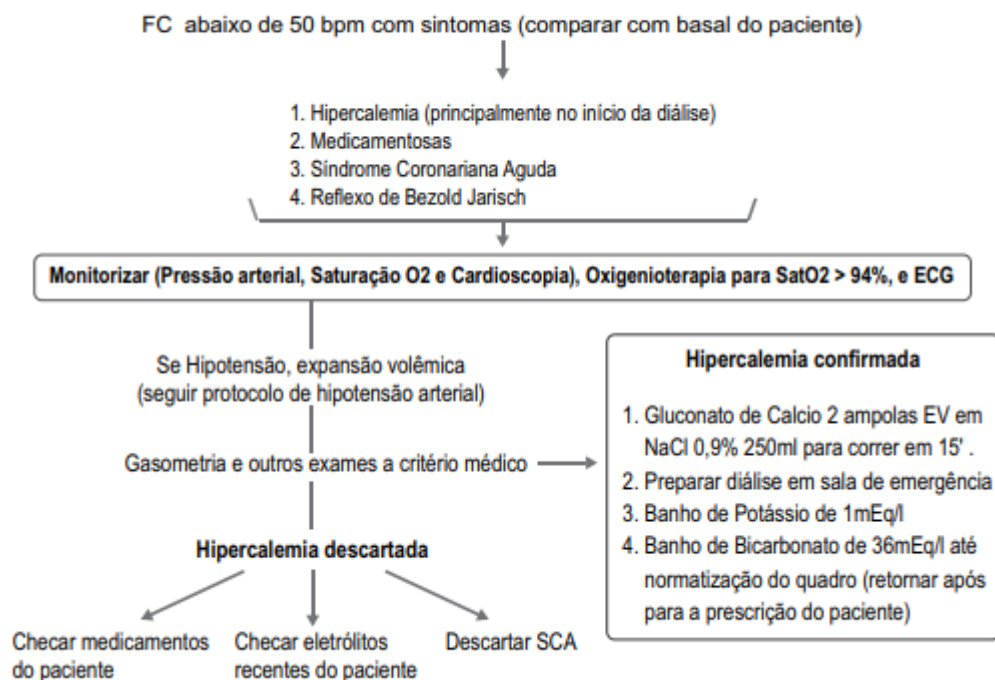 FC abaixo de 50 bpm com sintomas (comparar com basal do paciente)
1. Hipercalemia (principalmente no início da diálise)
2. Medicamentosas
3. Síndrome Coronariana Aguda
4. Reflexo de Bezold Jarisch
Monitorizar (Pressão arterial, Saturação O2 e Cardioscopia), Oxigenioterapia para SatO2 > 94%, e ECG
Se Hipotensão, expansão volêmica
(seguir protocolo de hipotensão arterial)
Gasometria e outros exames a critério médico
Hipercalemia confirmada
1. Gluconato de Calcio 2 ampolas EV em
NaCl 0,9% 250ml para correr em 15' .
2. Preparar diálise em sala de emergência
3. Banho de Potássio de 1mEq/l
4. Banho de Bicarbonato de 36mEq/l até
normatização do quadro (retornar após
para a prescrição do paciente)
Hipercalemia descartada
Checar medicamentos
do paciente
Checar eletrólitos
recentes do paciente
Descartar SCA